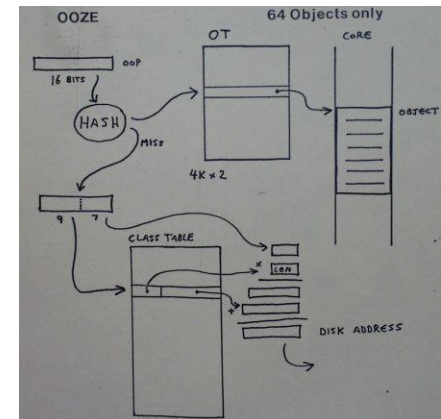 OOZE
64 Objects only
OT
CORE
OOP
16 BITS
HASH
OBJECT
MISS
4K x 2
9 7
CLASS TABLE
x
LEN
+
DISK ADDRESS